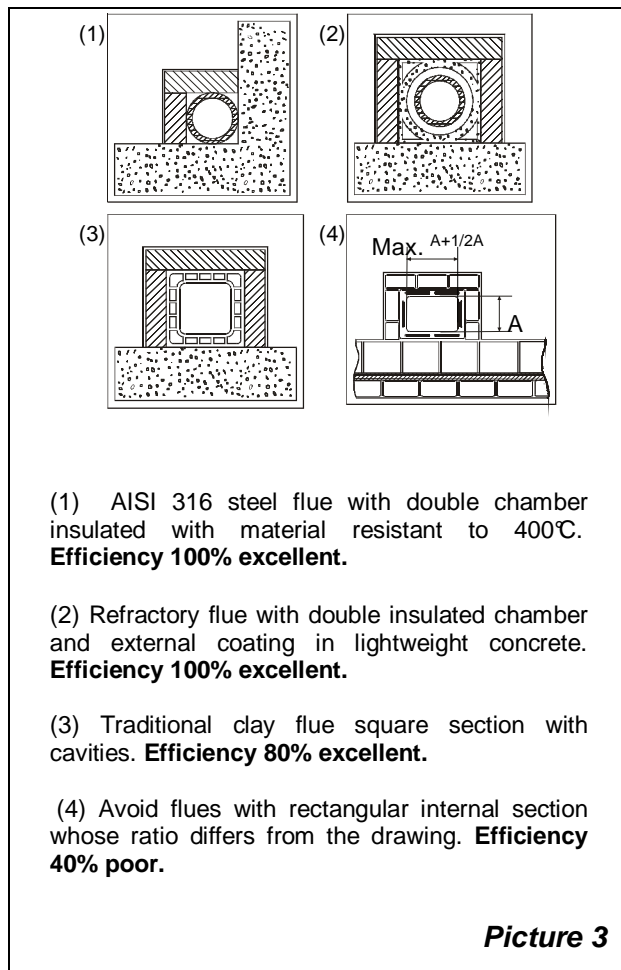 (1)
(2)
(3)
(4)
Max. A+1/2A
A
(1) AISI 316 steel flue with double chamber
insulated with material resistant to 400℃.
Efficiency 100% excellent.
(2) Refractory flue with double insulated chamber
and external coating in lightweight concrete.
Efficiency 100% excellent.
(3) Traditional clay flue square section with
cavities. Efficiency 80% excellent.
(4) Avoid flues with rectangular internal section
whose ratio differs from the drawing. Efficiency
40% poor.
Picture 3